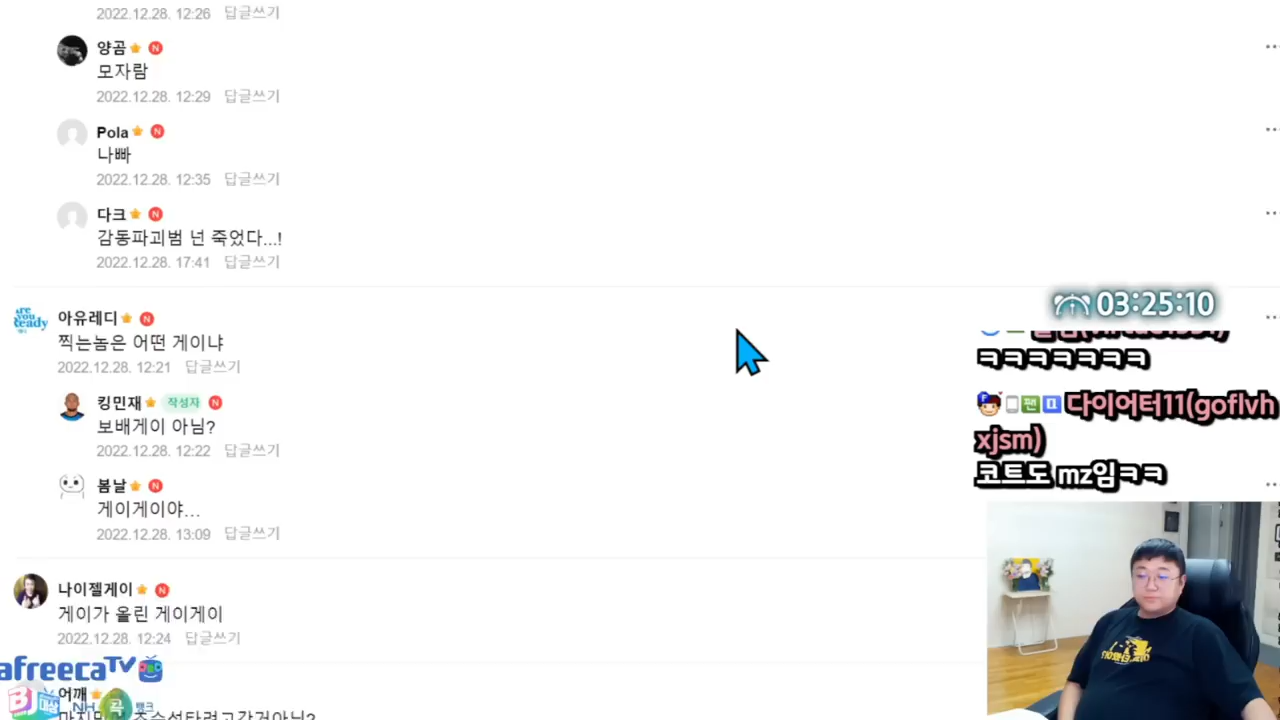 2022.12.28. 12:26 답글쓰기
양곰 N
모자람
2022.12.28. 12:29 답글쓰기
Pola N
나빠
2022.12.28. 12:35 답글쓰기
다크 N
감동파괴범 넌 죽었다...!
2022.12.28. 17:41 답글쓰기
are you ready
아유레디 N
찍는놈은 어떤 게이냐
2022.12.28. 12:21 답글쓰기
킹민재 작성자 N
보배게이 아님?
2022.12.28. 12:22 답글쓰기
봄날 N
게이게이야...
2022.12.28. 13:09 답글쓰기
나이젤게이 N
게이가 올린 게이게이
2022.12.28. 12:24 답글쓰기
어깨
03:25:10
ㅋㅋㅋㅋㅋㅋㅋ
팬 다이어터11(goflvh
xjsm)
코트도 mz임ㅋㅋ
afreecaTV